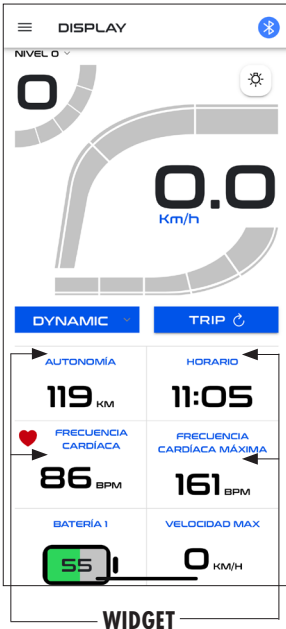 DISPLAY
NIVEL 0
0
0.0
Km/h
DYNAMIC
TRIP
AUTONOMÍA
HORARIO
119 KM
11:05
FRECUENCIA
CARDÍACA
FRECUENCIA
CARDÍACA MÁXIMA
86 BPM
161 BPM
BATERÍA 1
VELOCIDAD MAX
55
0 KM/H
WIDGET